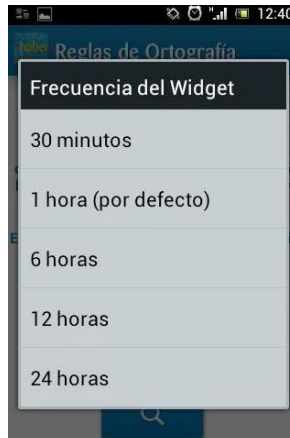 12:40
haber Reglas de Ortografía
Frecuencia del Widget
30 minutos
1 hora (por defecto)
6 horas
12 horas
24 horas